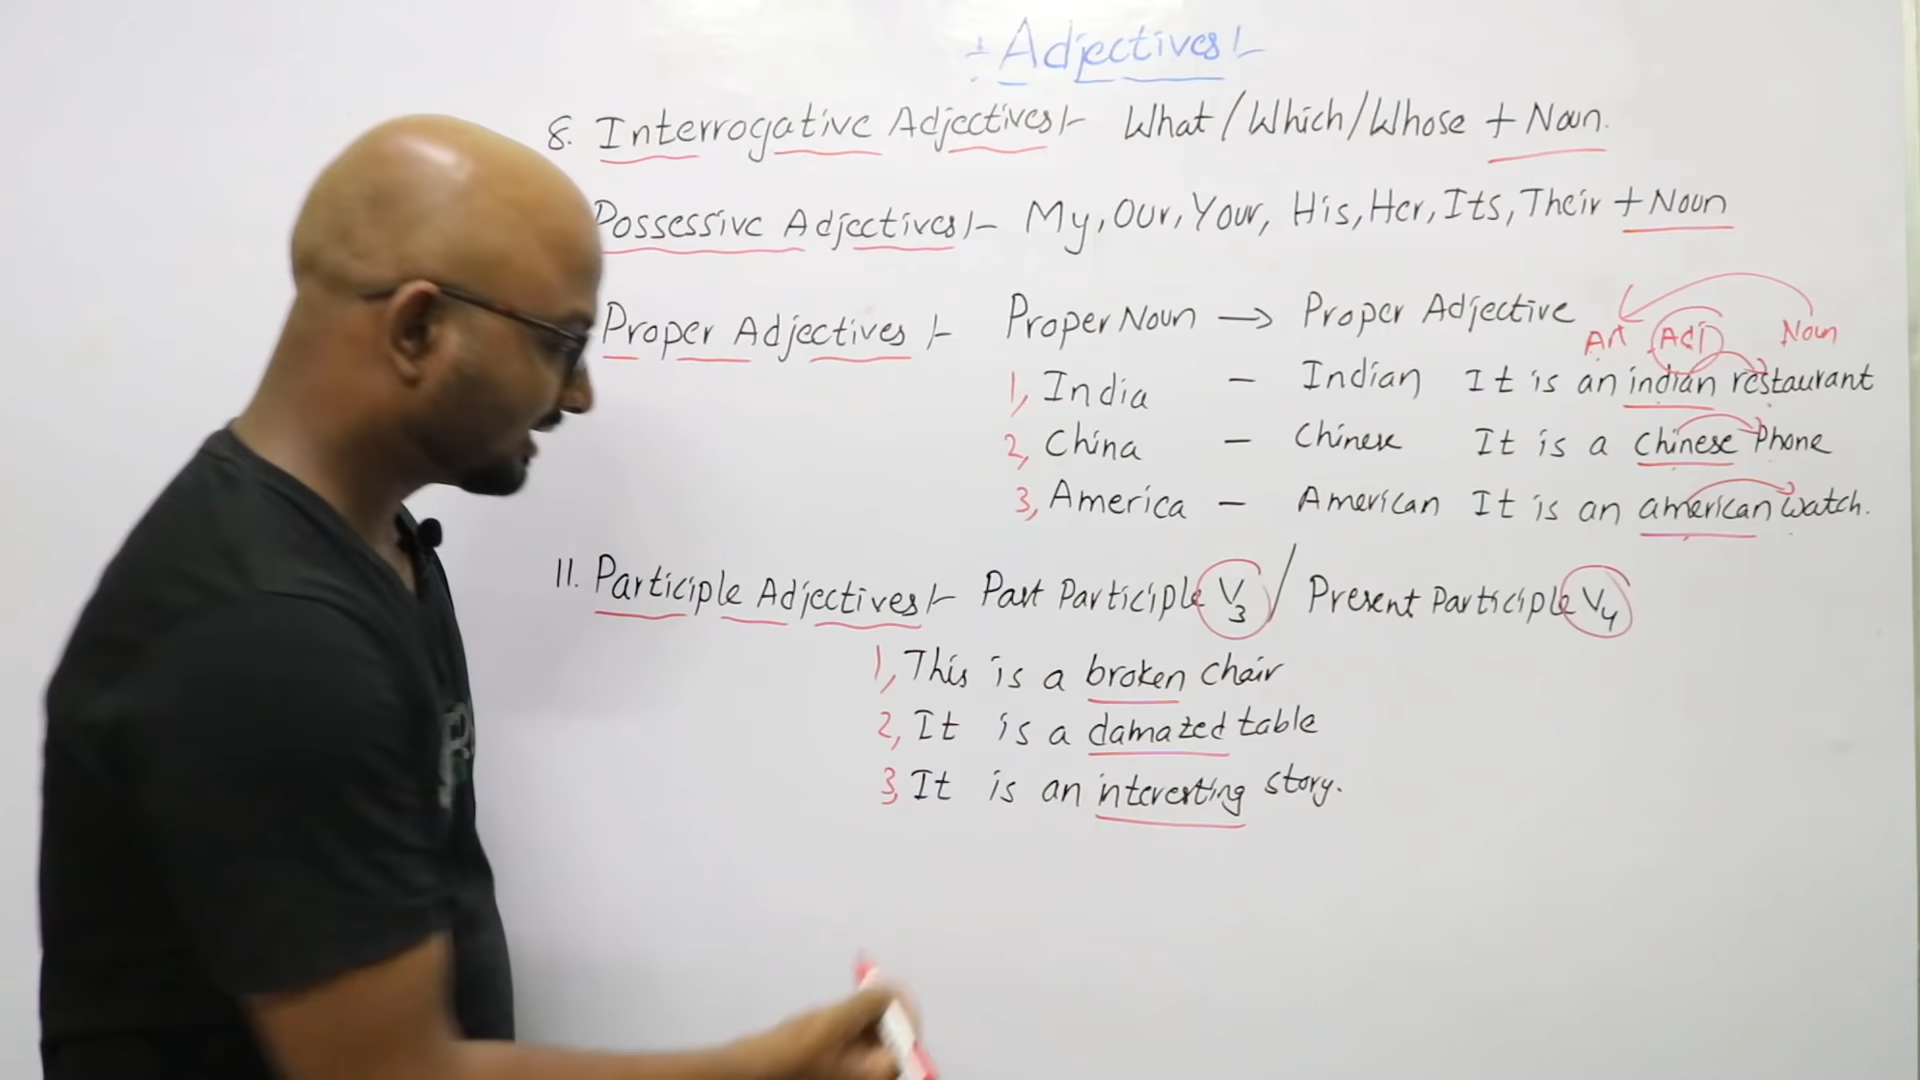 ÷ Adjectives :-
8. Interrogative Adjectives :- What / Which / Whose + Noun.
Possessive Adjectives :- My, Our, Your, His, Her, Its, Their + Noun
Proper Adjectives :- Proper Noun → Proper Adjective
Art Adj Noun
1, India - Indian It is an indian restaurant
2, China - Chinese It is a Chinese Phone
3, America - American It is an american watch.
11. Participle Adjectives :- Past Participle V3 / Present Participle V4
1, This is a broken chair
2, It is a damazed table
3, It is an interesting story.